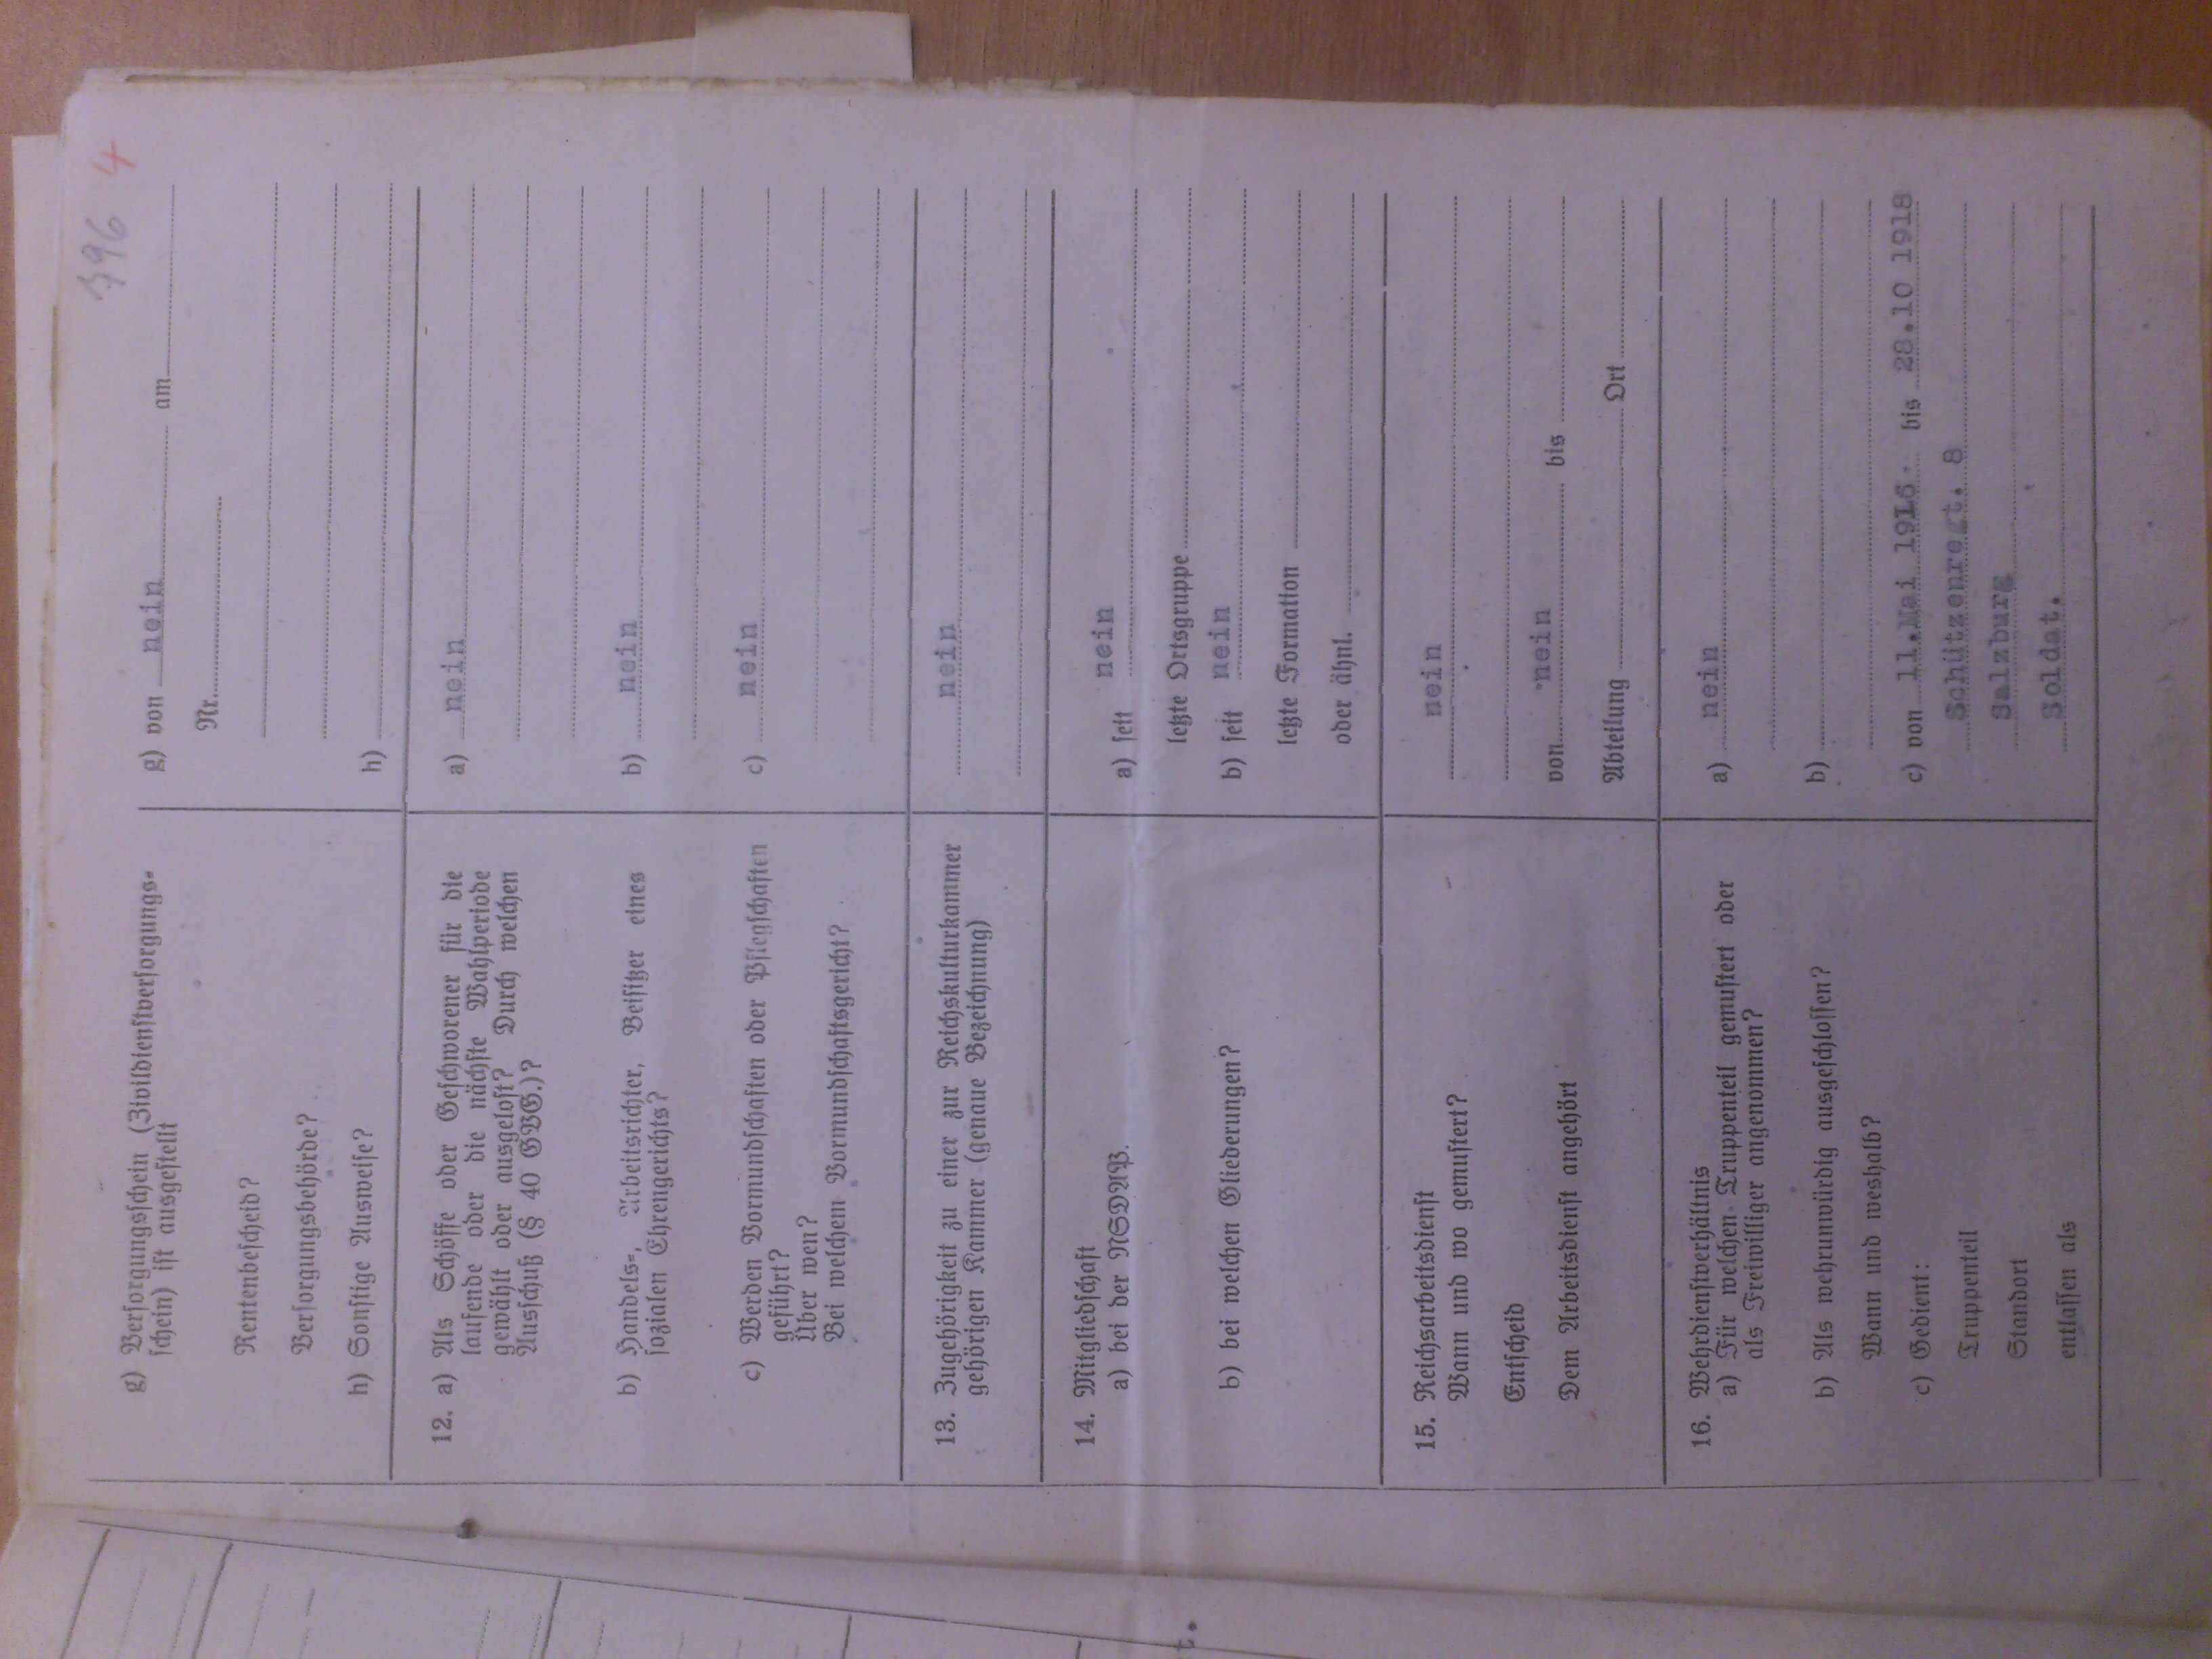 796 4
g) Versorgungsschein (Zivildienstversorgungs-
schein) ist ausgestellt
g) von nein am
Nr.
Rentenbescheid?
Versorgungsbehörde?
h) Sonstige Ausweise?
h)
12. a) Als Schöffe oder Geschworener für die
laufende oder die nächste Wahlperiode
gewählt oder ausgelost? Durch welchen
Ausschuß (§ 40 GVG.)?
a) nein
b) Handels-, Arbeitsrichter, Beisitzer eines
sozialen Ehrengerichts?
b) nein
c) Werden Vormundschaften oder Pflegschaften
geführt?
Über wen?
Bei welchem Vormundschaftsgericht?
c) nein
13. Zugehörigkeit zu einer zur Reichskulturkammer
gehörigen Kammer (genaue Bezeichnung)
nein
14. Mitgliedschaft
a) bei der NSDAP.
a) seit nein
letzte Ortsgruppe
t.
b) bei welchen Gliederungen?
b) seit nein
letzte Formation
oder ähnl.
15. Reichsarbeitsdienst
Wann und wo gemustert?
nein
Entscheid
Dem Arbeitsdienst angehört
von nein bis
Abteilung Ort
16. Wehrdienstverhältnis
a) Für welchen Truppenteil gemustert oder
als Freiwilliger angenommen?
a) nein
b) Als wehrunwürdig ausgeschlossen?
b)
Wann und weshalb?
c) Gedient:
c) von 11.Mai 1916 bis 28.10 1918
Truppenteil
Schützenregt. 8
Standort
Salzburg
entlassen als
Soldat.